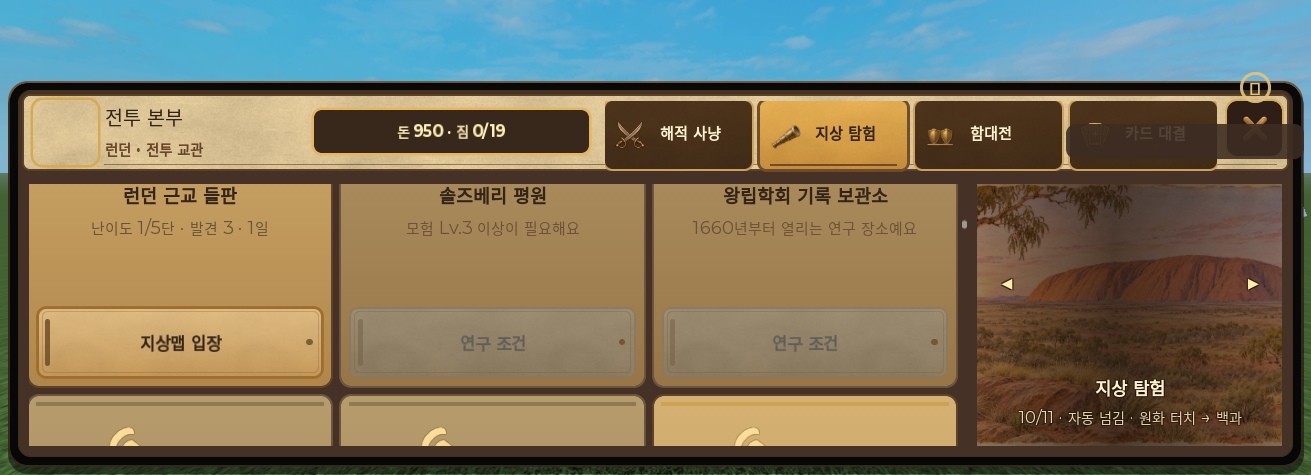 전투 본부
런던 · 전투 교관
돈 950 · 짐 0/19
해적 사냥
지상 탐험
함대전
카드 대결
런던 근교 들판
난이도 1/5단 · 발견 3 · 1일
지상맵 입장
솔즈베리 평원
모험 Lv.3 이상이 필요해요
연구 조건
왕립학회 기록 보관소
1660년부터 열리는 연구 장소예요
연구 조건
지상 탐험
10/11 · 자동 넘김 · 원화 터치 → 백과